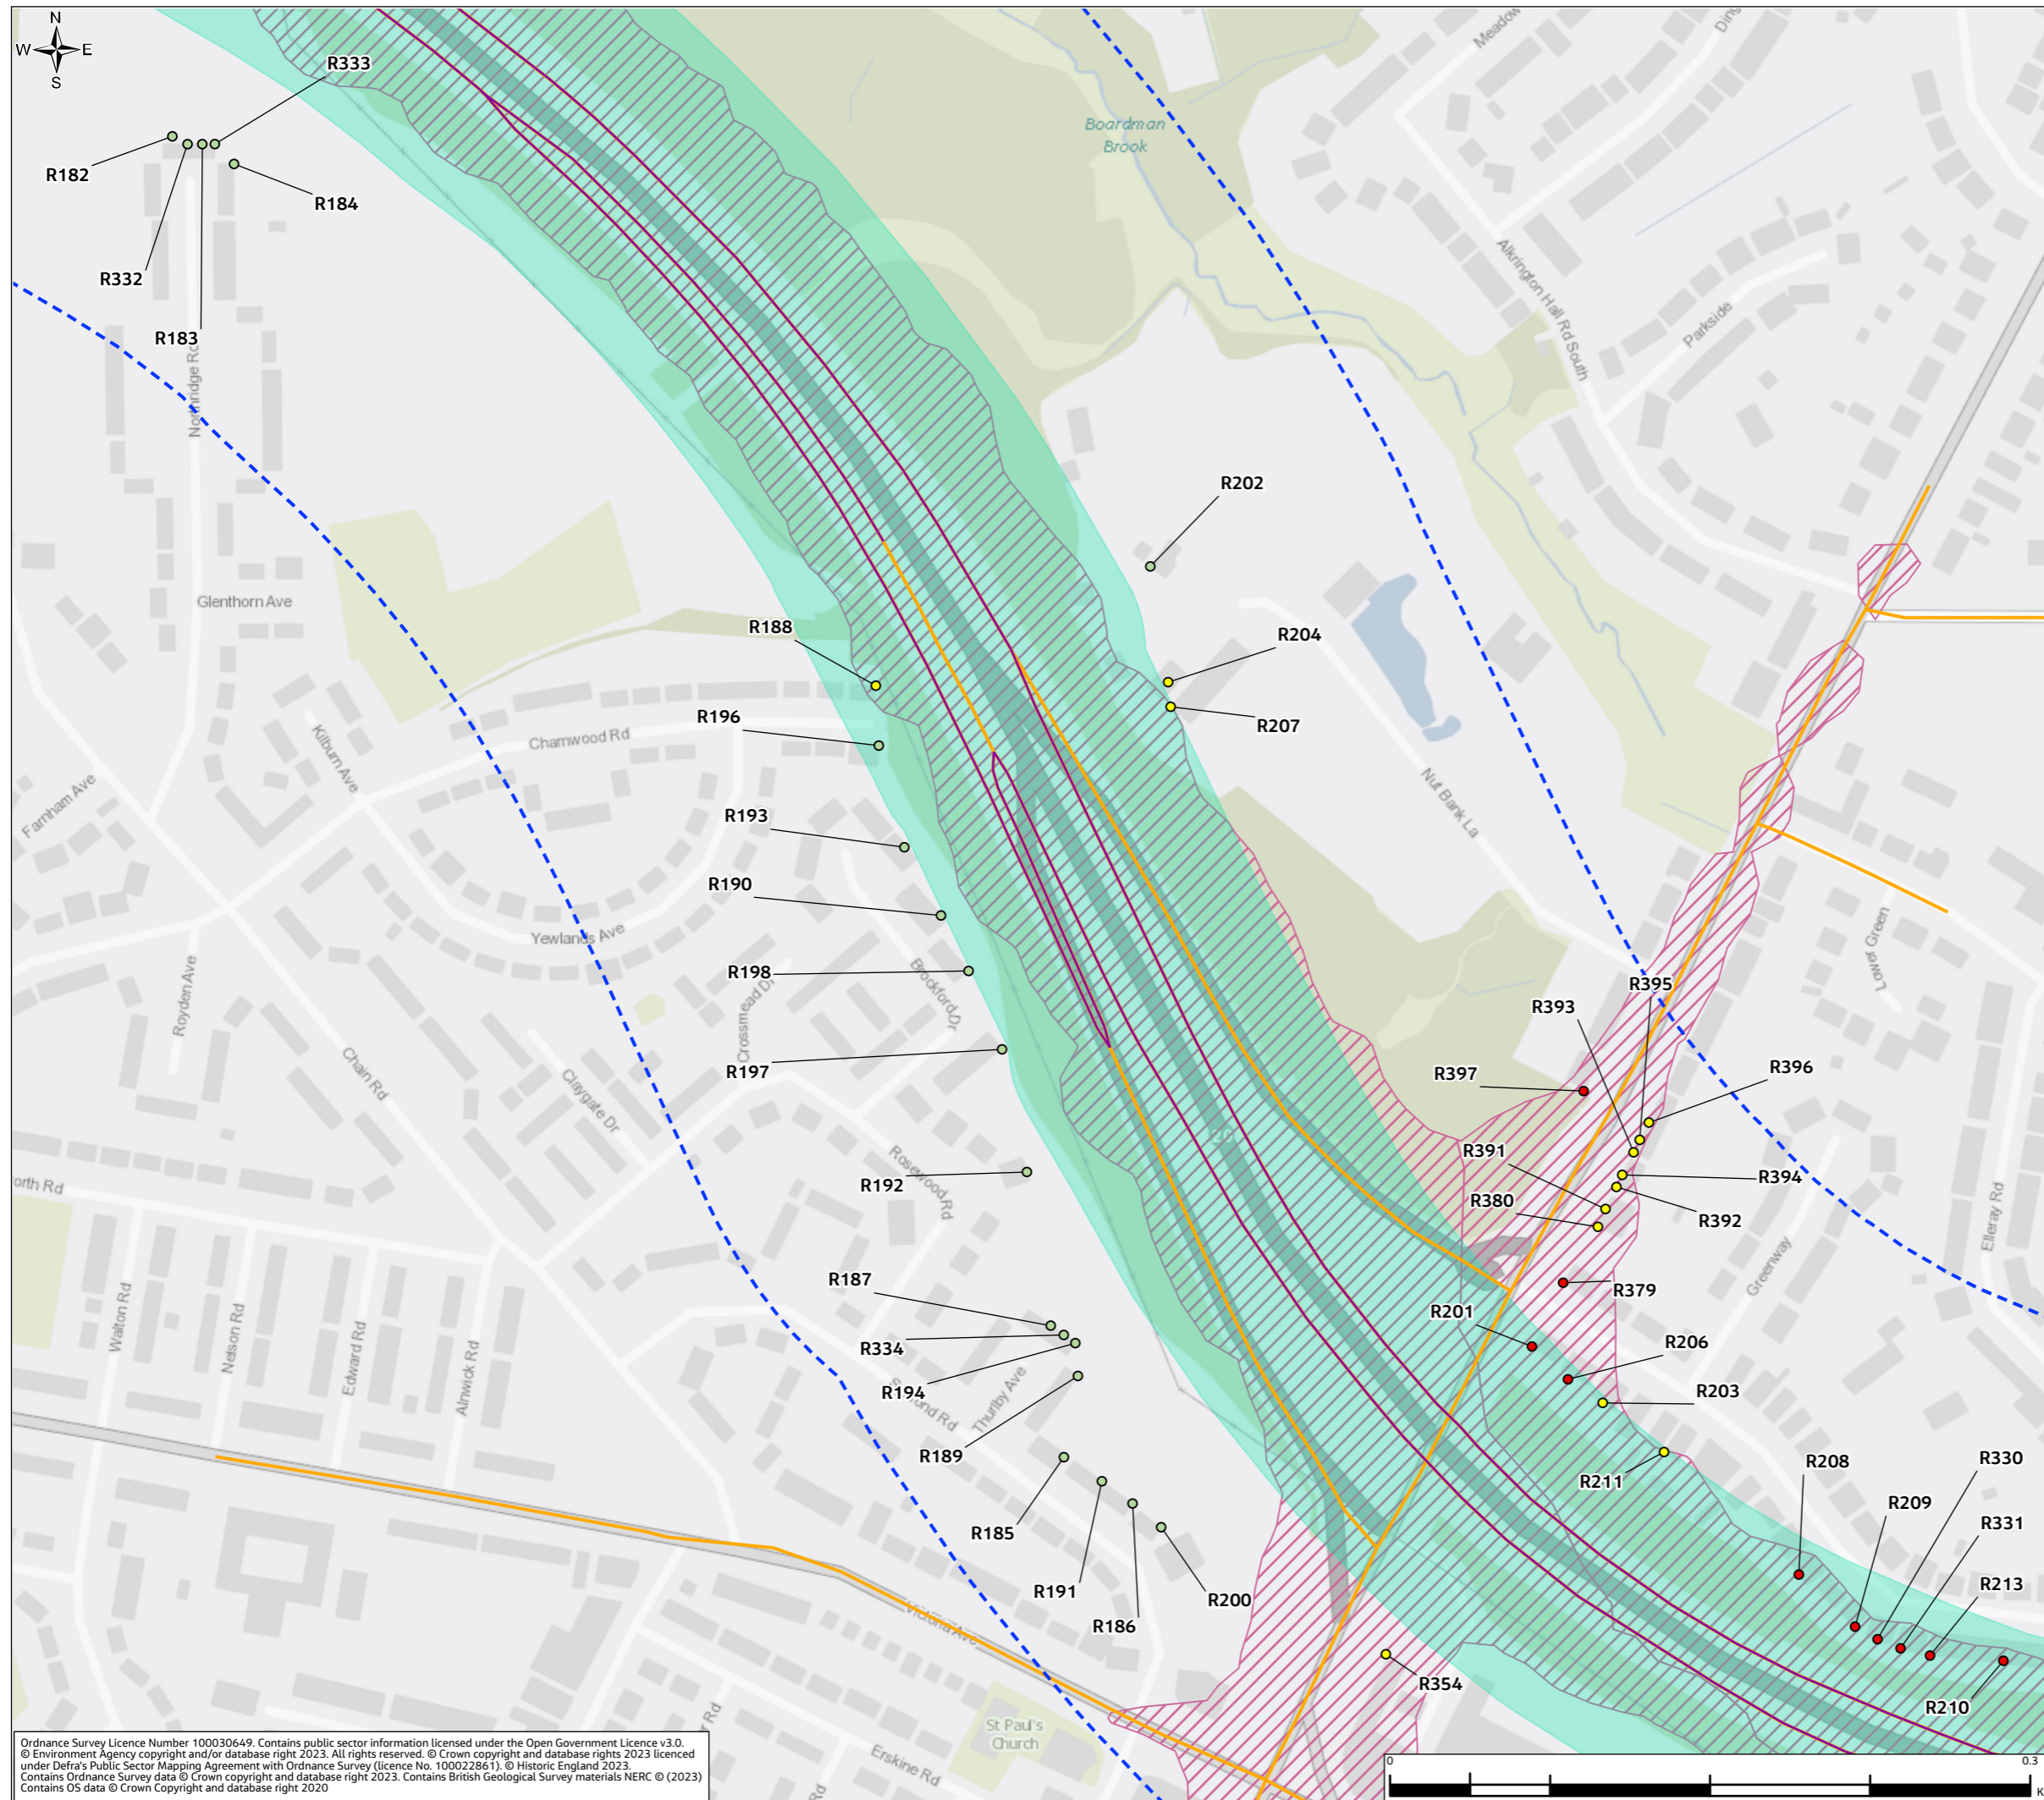 N
W E
S
R333
R182
R184
R332
R183
Northridge Rd
Boardman
Brook
Meadow
Alkrington Hall Rd South
Parkside
R202
Glenthorn Ave
R188
R204
R207
R196
Kilburn Ave
Charnwood Rd
Farnham Ave
R193
Nut Bank La
R190
Yewlands Ave
R198
Brockford Dr
Crossmead Dr
Royden Ave
Lower Green
R395
R393
R197
Chain Rd
Claygate Dr
R397
R396
R391
R394
R380
R392
Rosewood Rd
R192
orth Rd
Elleray Rd
Greenway
R187
R379
R201
R334
R206
Walton Rd
Nelson Rd
Edward Rd
Alnwick Rd
R194
Thurlby Ave
R203
R189
R211
R208
R330
R209
R331
R185
R191
R200
R213
R186
Victoria Ave
R354
R210
St Paul's
Church
Erskine Rd
Rd
Ordnance Survey Licence Number 100030649. Contains public sector information licensed under the Open Government Licence v3.0.
© Environment Agency copyright and/or database right 2023. All rights reserved. © Crown copyright and database rights 2023 licenced
under Defra's Public Sector Mapping Agreement with Ordnance Survey (licence No. 100022861). © Historic England 2023.
Contains Ordnance Survey data © Crown copyright and database right 2023. Contains British Geological Survey materials NERC © (2023)
Contains OS data © Crown Copyright and database right 2020
0 0.3
K